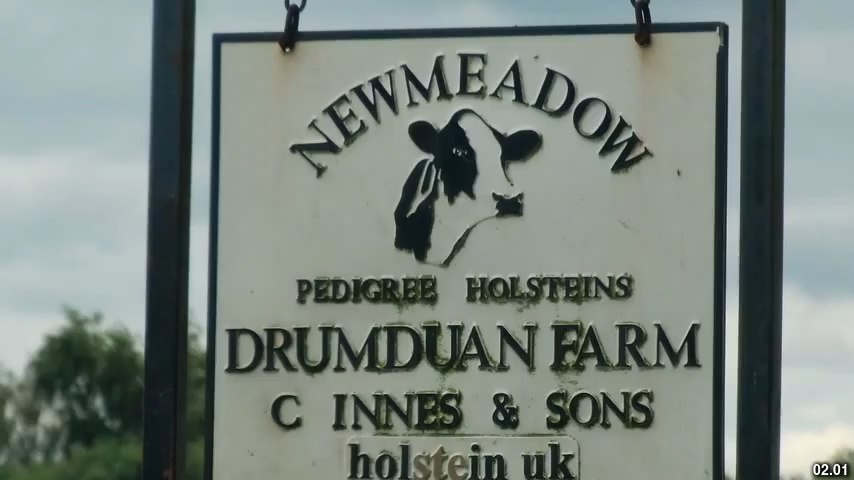 NEWMEADOW
PEDIGREE HOLSTEINS
DRUMDUAN FARM
C INNES & SONS
holstein uk
02.01